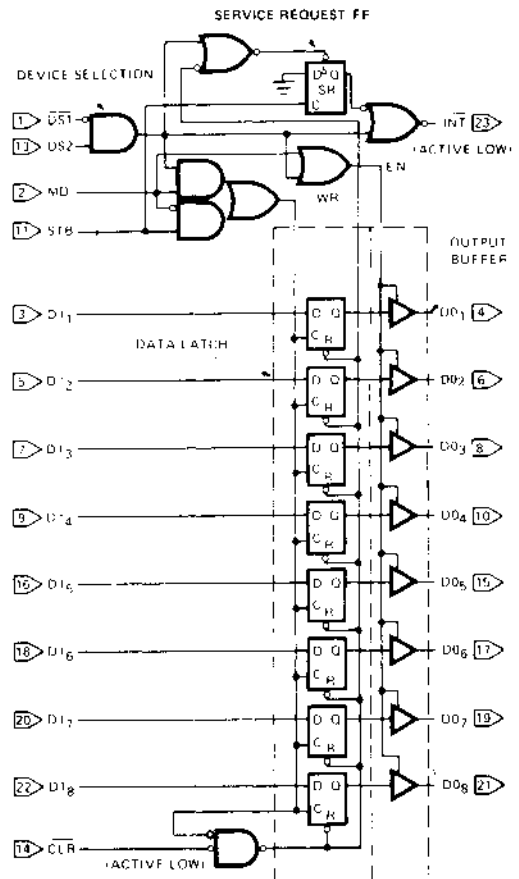 SERVICE REQUEST FF
DEVICE SELECTION
D S Q
SR
C
1 DS1
13 DS2
INT 23
(ACTIVE LOW)
2 MD
EN
WR
11 STB
OUTPUT
BUFFER
3 DI1
D Q
C R
DO1 4
DATA LATCH
5 DI2
D Q
C R
DO2 6
7 DI3
D Q
C R
DO3 8
9 DI4
D Q
C R
DO4 10
16 DI5
D Q
C R
DO5 15
18 DI6
D Q
C R
DO6 17
20 DI7
D Q
C R
DO7 19
22 DI8
D Q
C R
DO8 21
14 CLR
(ACTIVE LOW)